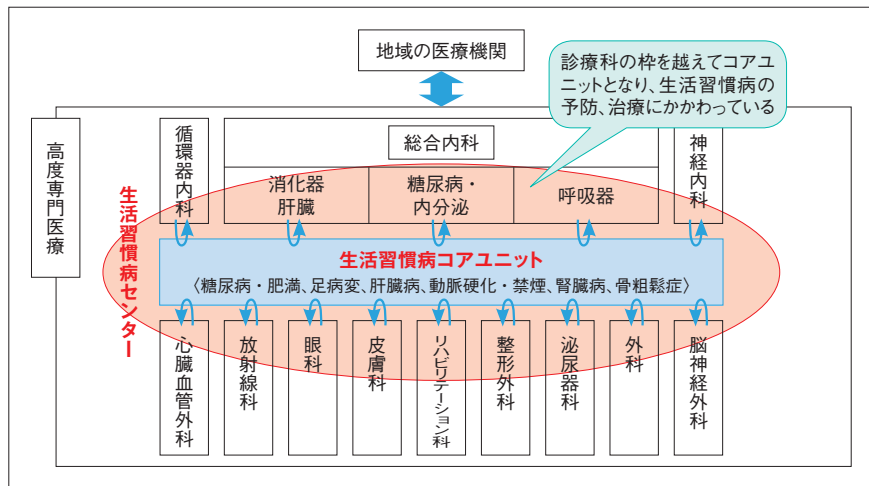 地域の医療機関
診療科の枠を越えてコアユ
ニットとなり、生活習慣病の
予防、治療にかかわっている
高度専門医療
循環器内科
総合内科
神経内科
消化器
肝臓
糖尿病・
内分泌
呼吸器
生活習慣病センター
生活習慣病コアユニット
〈糖尿病・肥満、足病変、肝臓病、動脈硬化・禁煙、腎臓病、骨粗鬆症〉
心臓血管外科
放射線科
眼科
皮膚科
リハビリテーション科
整形外科
泌尿器科
外科
脳神経外科